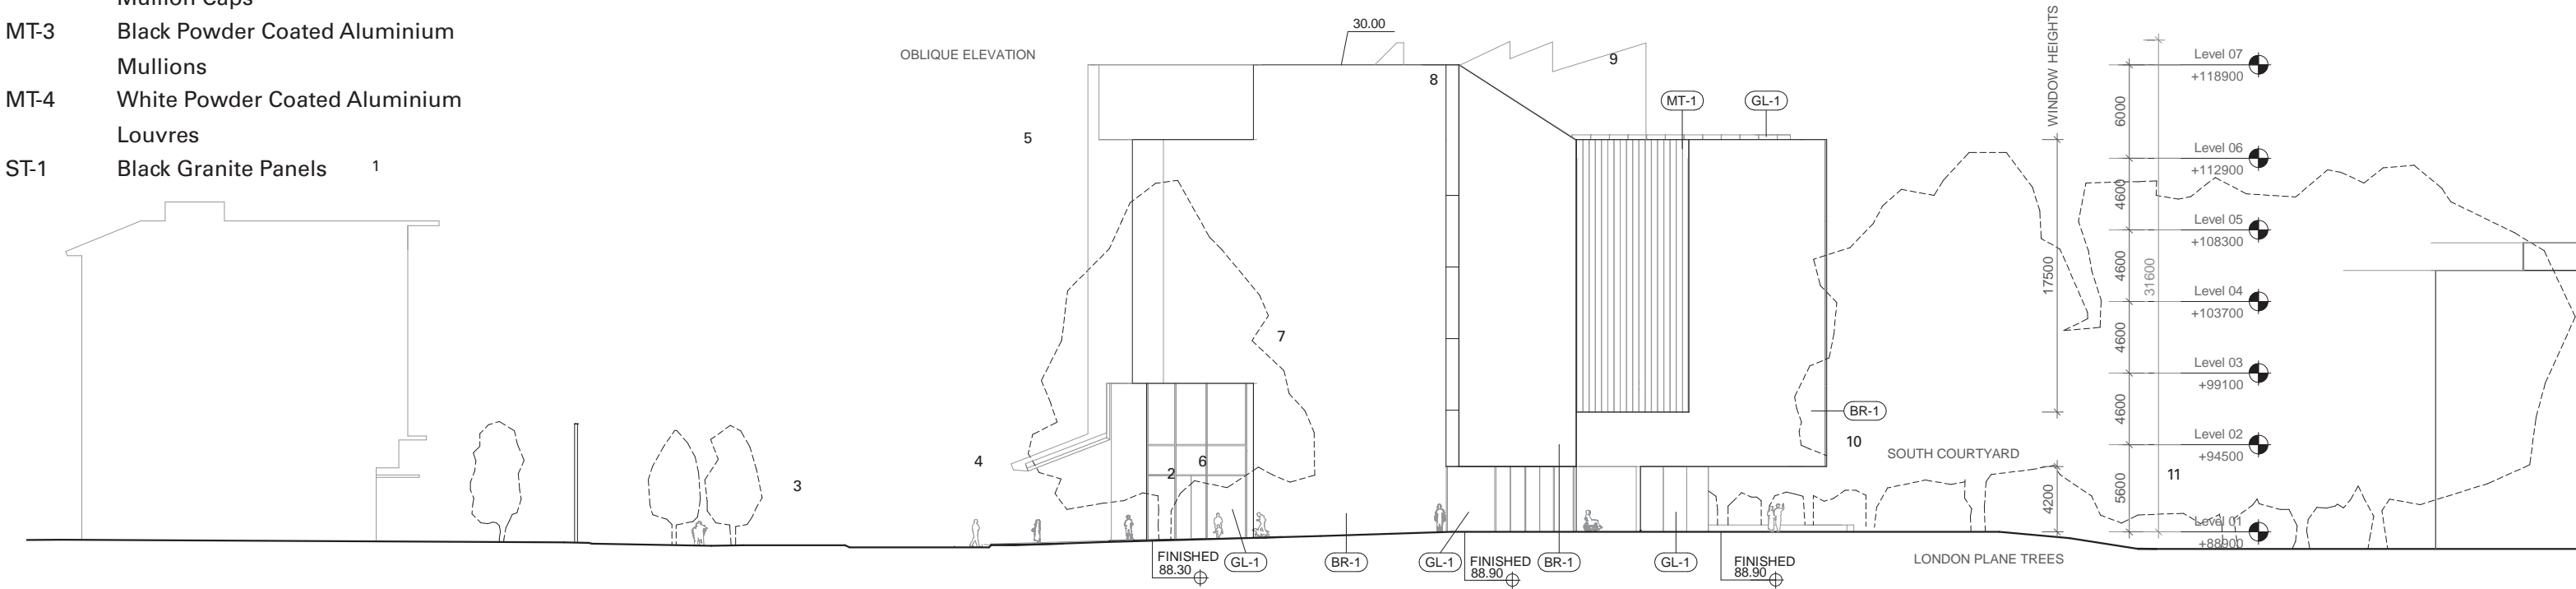 Mullion Caps
MT-3 Black Powder Coated Aluminium
Mullions
MT-4 White Powder Coated Aluminium
Louvres
ST-1 Black Granite Panels 1
OBLIQUE ELEVATION
30.00
8
9
5
MT-1
GL-1
7
4
3
2
6
BR-1
10
SOUTH COURTYARD
11
LONDON PLANE TREES
FINISHED
88.30
GL-1
BR-1
GL-1
FINISHED
88.90
BR-1
GL-1
FINISHED
88.90
WINDOW HEIGHTS
17500
4200
6000
4600
4600
4600
4600
5600
31600
Level 07
+118900
Level 06
+112900
Level 05
+108300
Level 04
+103700
Level 03
+99100
Level 02
+94500
Level 01
+88900